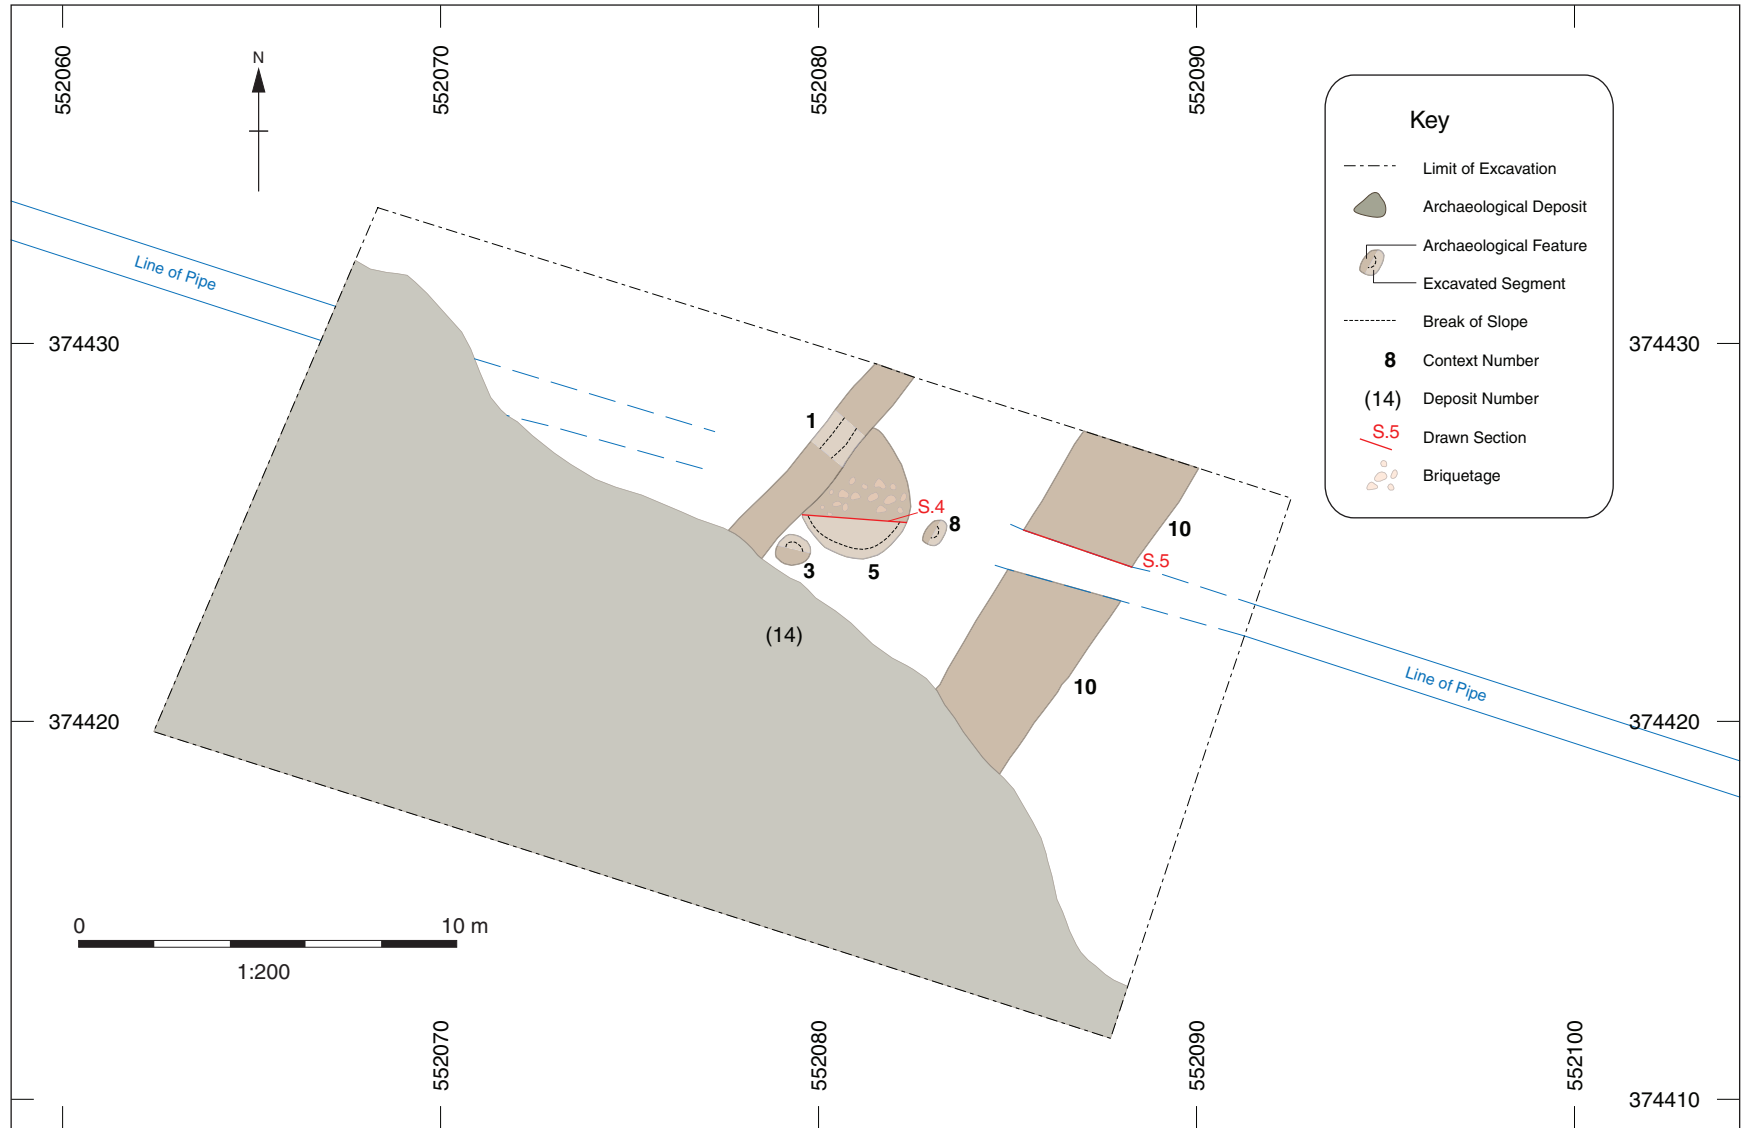 552060
552070
552080
552090
N
Key
Limit of Excavation
Archaeological Deposit
Archaeological Feature
Excavated Segment
Break of Slope
8 Context Number
(14) Deposit Number
S.5 Drawn Section
Briquetage
Line of Pipe
374430
374430
1
S.4
8
10
3
5
S.5
(14)
10
Line of Pipe
374420
374420
0 10 m
1:200
552070
552080
552090
552100
374410